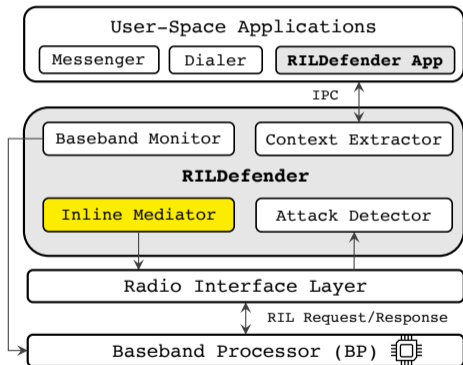 User-Space Applications
Messenger
Dialer
RILDefender App
IPC
Baseband Monitor
Context Extractor
RILDefender
Inline Mediator
Attack Detector
Radio Interface Layer
RIL Request/Response
Baseband Processor (BP)